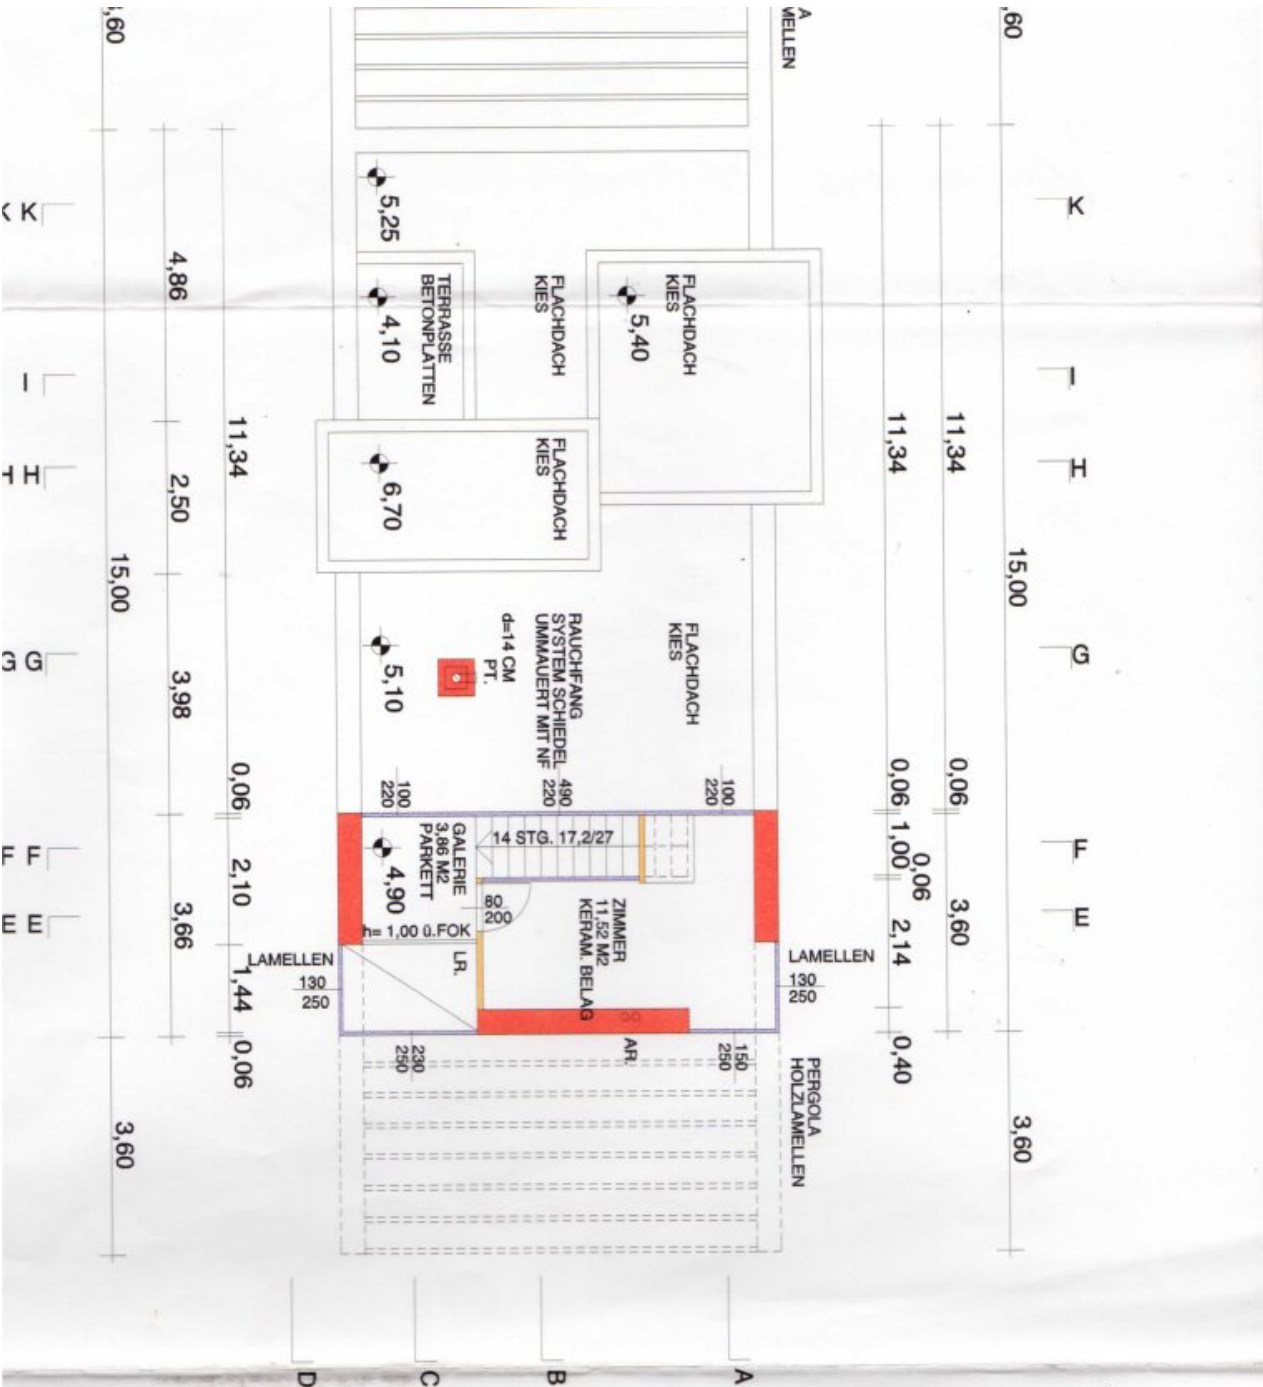 A
MELLEN
,60
,60
K
K
K
I
I
H
H
G
G
F
F
E
E
4,86
2,50
3,98
3,66
11,34
0,06
2,10
1,44
0,06
15,00
3,60
11,34
0,06
1,00
0,06
2,14
0,40
11,34
0,06
3,60
15,00
3,60
5,25
4,10
TERRASSE
BETONPLATTEN
FLACHDACH
KIES
5,40
FLACHDACH
KIES
6,70
FLACHDACH
KIES
5,10
d=14 CM
PT.
RAUCHFANG
SYSTEM SCHIEDEL
UMMAUERT MIT NF
FLACHDACH
KIES
100
220
490
220
100
220
4,90
GALERIE
3,86 M2
PARKETT
14 STG. 17,2/27
80
200
ZIMMER
11,52 M2
KERAM. BELAG
h= 1,00 ü.FOK
LR.
AR.
LAMELLEN
130
250
LAMELLEN
130
250
230
250
150
250
PERGOLA
HOLZLAMELLEN
D
C
B
A